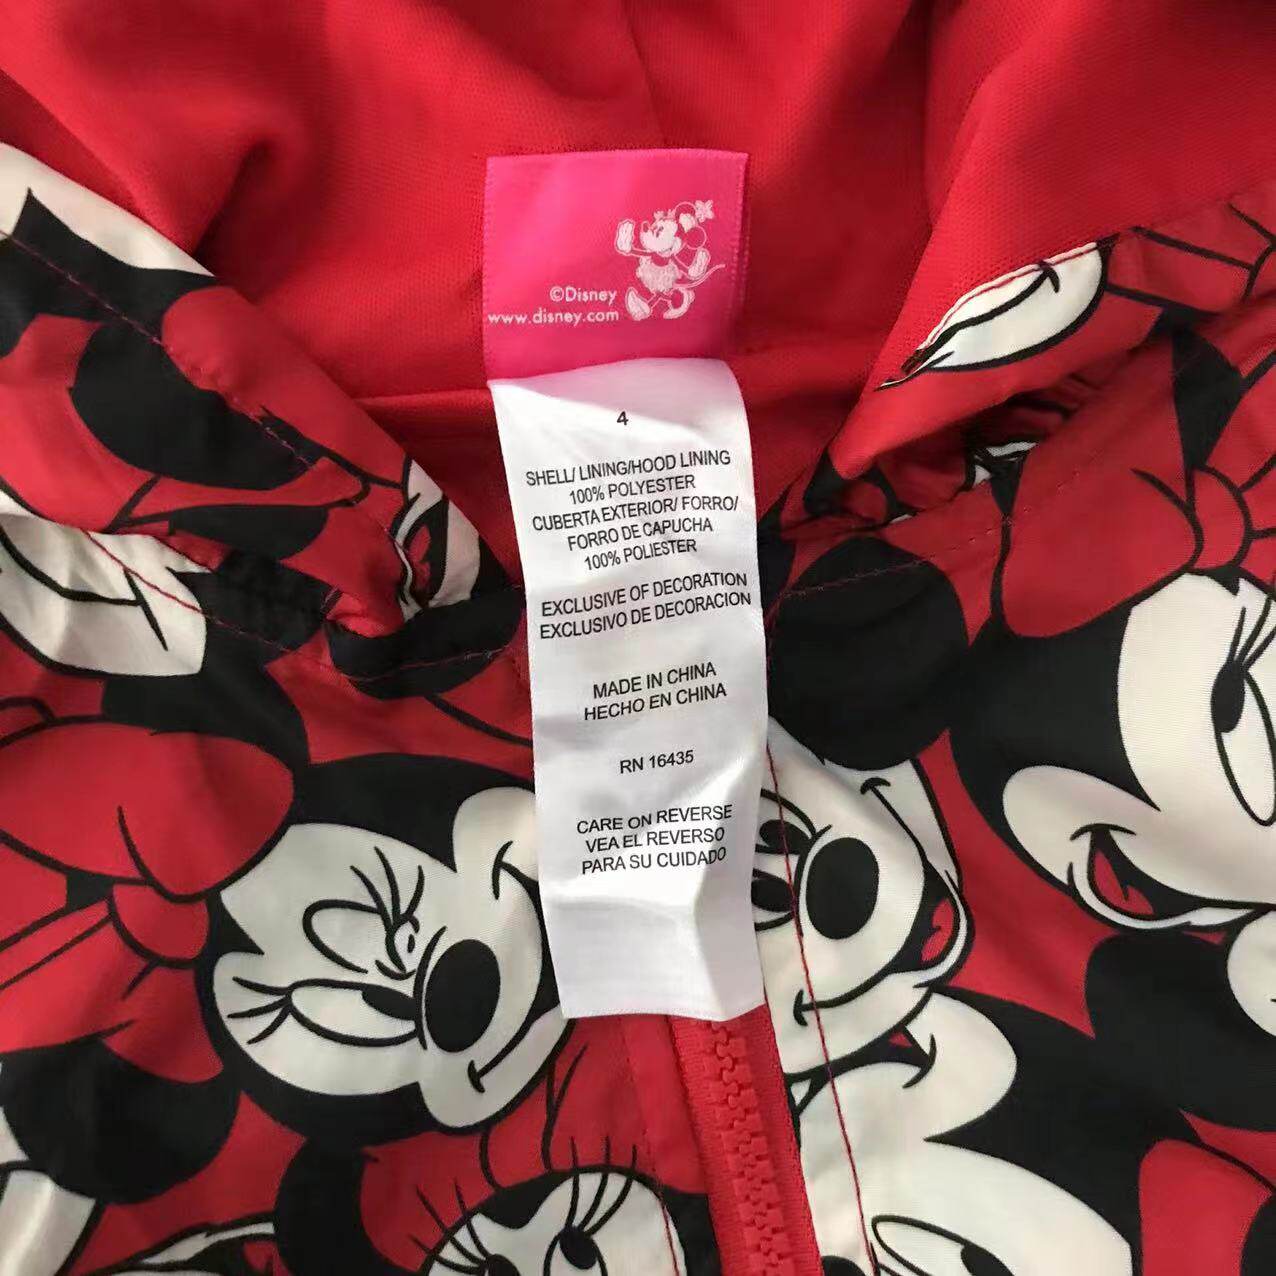 ©Disney
www.disney.com
4
SHELL/ LINING/HOOD LINING
100% POLYESTER
CUBERTA EXTERIOR/ FORRO/
FORRO DE CAPUCHA
100% POLIESTER
EXCLUSIVE OF DECORATION
EXCLUSIVO DE DECORACION
MADE IN CHINA
HECHO EN CHINA
RN 16435
CARE ON REVERSE
VEA EL REVERSO
PARA SU CUIDADO